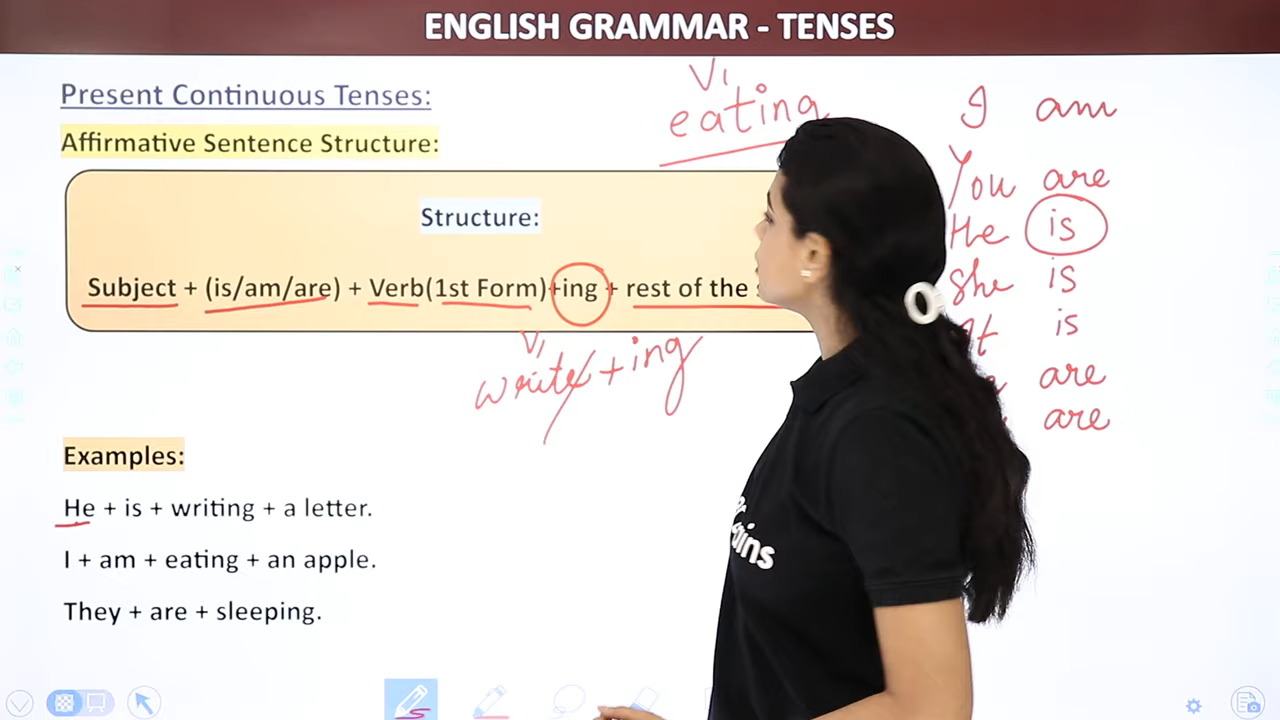 ENGLISH GRAMMAR - TENSES
Present Continuous Tenses:
Affirmative Sentence Structure:
V1
eating
Structure:
Subject + (is/am/are) + Verb(1st Form)+ing + rest of the
V1
write + ing
I am
You are
He is
She is
It is
are
are
Examples:
He + is + writing + a letter.
I + am + eating + an apple.
They + are + sleeping.